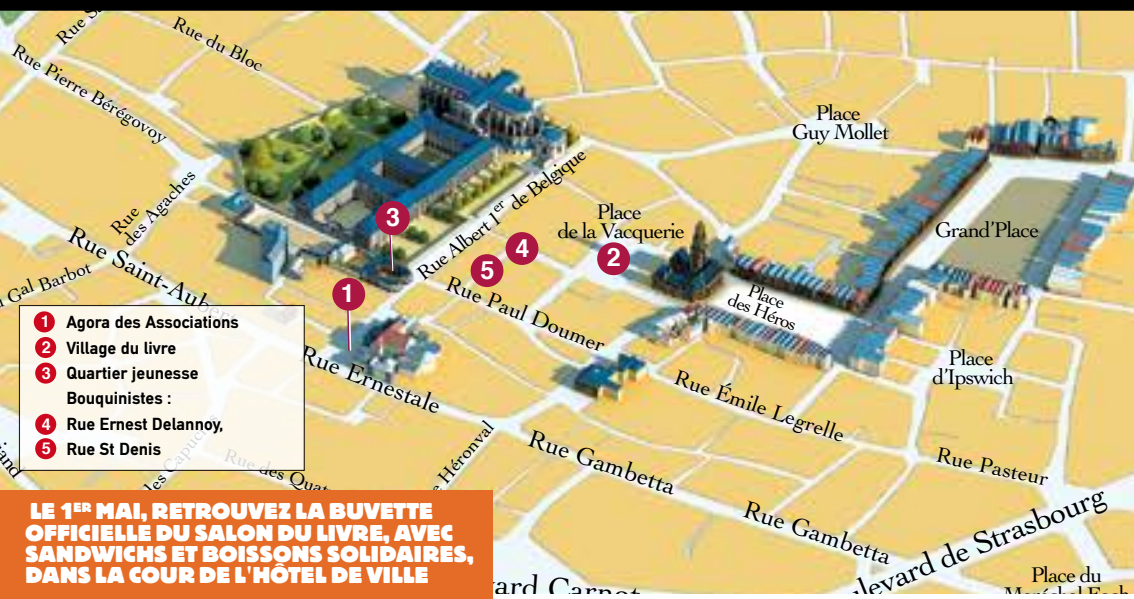 Rue du Bloc
Rue Pierre Bérégovoy
Rue
des Agaches
Rue Saint-Aubert
Gal Barbot
Rue Albert 1er de Belgique
Place
Guy Mollet
Place
de la Vacquerie
Grand'Place
Place
des Héros
Place
d'Ipswich
3
4
5
2
1
Rue Paul Doumer
Rue Ernestale
Rue Émile Legrelle
Rue Gambetta
Rue Pasteur
Rue Gambetta
Héronval
Rue des
1 Agora des Associations
2 Village du livre
3 Quartier jeunesse
Bouquinistes :
4 Rue Ernest Delannoy,
5 Rue St Denis
LE 1ER MAI, RETROUVEZ LA BUVETTE
OFFICIELLE DU SALON DU LIVRE, AVEC
SANDWICHS ET BOISSONS SOLIDAIRES,
DANS LA COUR DE L'HÔTEL DE VILLE
Carnot
de Strasbourg
Place du